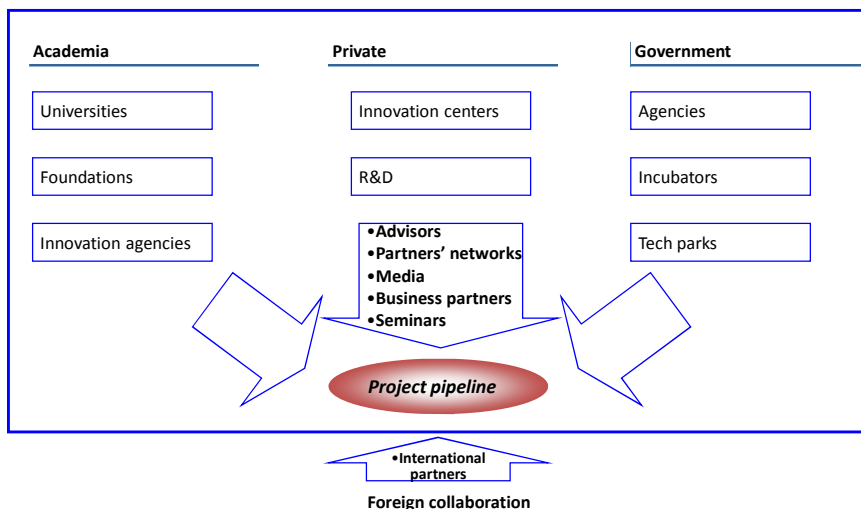 Academia
Private
Government
Universities
Innovation centers
Agencies
Foundations
R&D
Incubators
Innovation agencies
•Advisors
•Partners’ networks
•Media
•Business partners
•Seminars
Tech parks
Project pipeline
•International
partners
Foreign collaboration